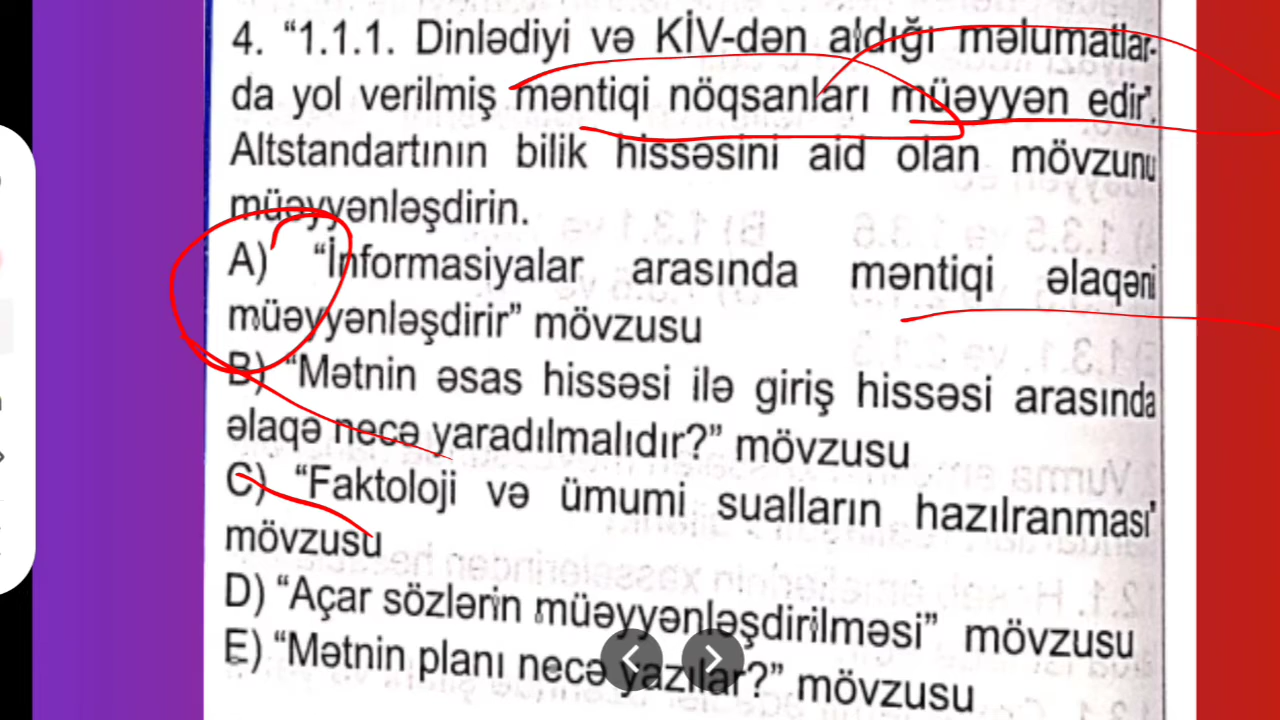 4. “1.1.1. Dinlədiyi və KİV-dən aldığı məlumatlar-
da yol verilmiş məntiqi nöqsanları müəyyən edir”.
Altstandartının bilik hissəsini aid olan mövzunu
müəyyənləşdirin.
A) “İnformasiyalar arasında məntiqi əlaqəni
müəyyənləşdirir” mövzusu
B) “Mətnin əsas hissəsi ilə giriş hissəsi arasında
əlaqə necə yaradılmalıdır?” mövzusu
C) “Faktoloji və ümumi sualların hazılranması”
mövzusu
D) “Açar sözlərin müəyyənləşdirilməsi” mövzusu
E) “Mətnin planı necə yazılar?” mövzusu